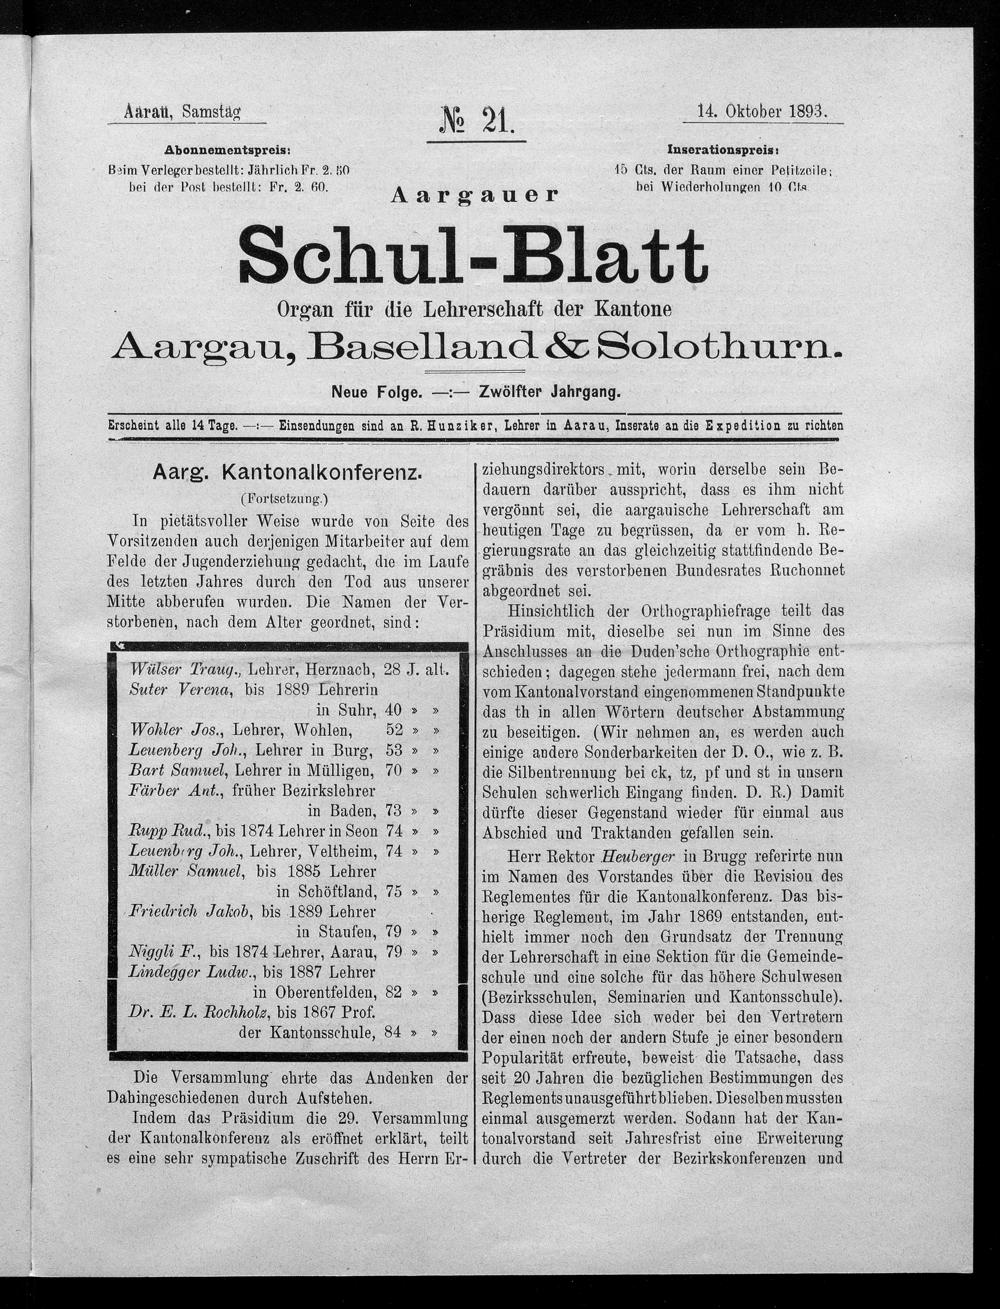 Aarau, Samstag
№ 21.
14. Oktober 1893.
Abonnementspreis:
Beim Verleger bestellt: Jährlich Fr. 2. 50
bei der Post bestellt: Fr. 2. 60.
Inserationspreis:
15 Cts. der Raum einer Petitzeile;
bei Wiederholungen 10 Cts.
Aargauer
Schul-Blatt
Organ für die Lehrerschaft der Kantone
Aargau, Baselland & Solothurn.
Neue Folge. —:— Zwölfter Jahrgang.
Erscheint alle 14 Tage. —:— Einsendungen sind an R. Hunziker, Lehrer in Aarau, Inserate an die Expedition zu richten
Aarg. Kantonalkonferenz.
(Fortsetzung.)
In pietätsvoller Weise wurde von Seite des
Vorsitzenden auch derjenigen Mitarbeiter auf dem
Felde der Jugenderziehung gedacht, die im Laufe
des letzten Jahres durch den Tod aus unserer
Mitte abberufen wurden. Die Namen der Ver-
storbenen, nach dem Alter geordnet, sind:
Wülser Traug., Lehrer, Herznach, 28 J. alt.
Suter Verena, bis 1889 Lehrerin
in Suhr, 40 » »
Wohler Jos., Lehrer, Wohlen, 52 » »
Leuenberg Joh., Lehrer in Burg, 53 » »
Bart Samuel, Lehrer in Mülligen, 70 » »
Färber Ant., früher Bezirkslehrer
in Baden, 73 » »
Rupp Rud., bis 1874 Lehrer in Seon 74 » »
Leuenberg Joh., Lehrer, Veltheim, 74 » »
Müller Samuel, bis 1885 Lehrer
in Schöftland, 75 » »
Friedrich Jakob, bis 1889 Lehrer
in Staufen, 79 » »
Niggli F., bis 1874 Lehrer, Aarau, 79 » »
Lindegger Ludw., bis 1887 Lehrer
in Oberentfelden, 82 » »
Dr. E. L. Rochholz, bis 1867 Prof.
der Kantonsschule, 84 » »
Die Versammlung ehrte das Andenken der
Dahingeschiedenen durch Aufstehen.
Indem das Präsidium die 29. Versammlung
der Kantonalkonferenz als eröffnet erklärt, teilt
es eine sehr sympatische Zuschrift des Herrn Er-
ziehungsdirektors mit, worin derselbe sein Be-
dauern darüber ausspricht, dass es ihm nicht
vergönnt sei, die aargauische Lehrerschaft am
heutigen Tage zu begrüssen, da er vom h. Re-
gierungsrate an das gleichzeitig stattfindende Be-
gräbnis des verstorbenen Bundesrates Ruchonnet
abgeordnet sei.
Hinsichtlich der Orthographiefrage teilt das
Präsidium mit, dieselbe sei nun im Sinne des
Anschlusses an die Duden'sche Orthographie ent-
schieden; dagegen stehe jedermann frei, nach dem
vom Kantonalvorstand eingenommenen Standpunkte
das th in allen Wörtern deutscher Abstammung
zu beseitigen. (Wir nehmen an, es werden auch
einige andere Sonderbarkeiten der D. O., wie z. B.
die Silbentrennung bei ck, tz, pf und st in unsern
Schulen schwerlich Eingang finden. D. R.) Damit
dürfte dieser Gegenstand wieder für einmal aus
Abschied und Traktanden gefallen sein.
Herr Rektor Heuberger in Brugg referirte nun
im Namen des Vorstandes über die Revision des
Reglementes für die Kantonalkonferenz. Das bis-
herige Reglement, im Jahr 1869 entstanden, ent-
hielt immer noch den Grundsatz der Trennung
der Lehrerschaft in eine Sektion für die Gemeinde-
schule und eine solche für das höhere Schulwesen
(Bezirksschulen, Seminarien und Kantonsschule).
Dass diese Idee sich weder bei den Vertretern
der einen noch der andern Stufe je einer besondern
Popularität erfreute, beweist die Tatsache, dass
seit 20 Jahren die bezüglichen Bestimmungen des
Reglements unausgeführt blieben. Dieselben mussten
einmal ausgemerzt werden. Sodann hat der Kan-
tonalvorstand seit Jahresfrist eine Erweiterung
durch die Vertreter der Bezirkskonferenzen und